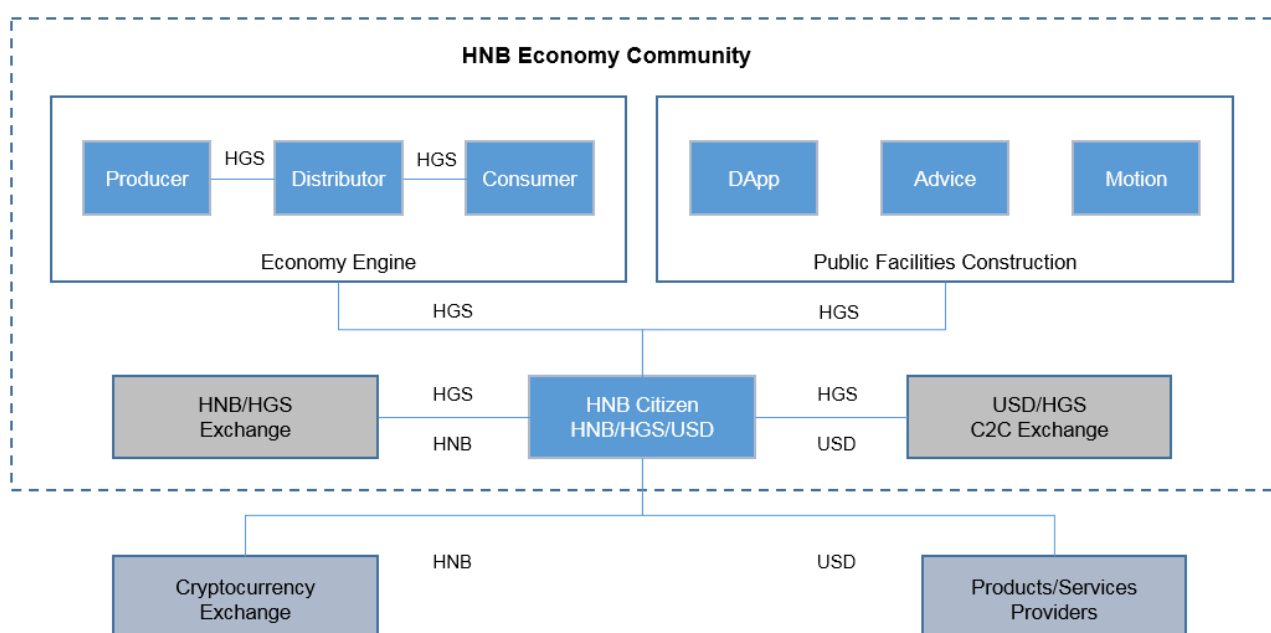 HNB Economy Community
HGS
HGS
Producer
Distributor
Consumer
DApp
Advice
Motion
Economy Engine
Public Facilities Construction
HGS
HGS
HNB/HGS
Exchange
HGS
HNB
HNB Citizen
HNB/HGS/USD
HGS
USD
USD/HGS
C2C Exchange
HNB
USD
Cryptocurrency
Exchange
Products/Services
Providers